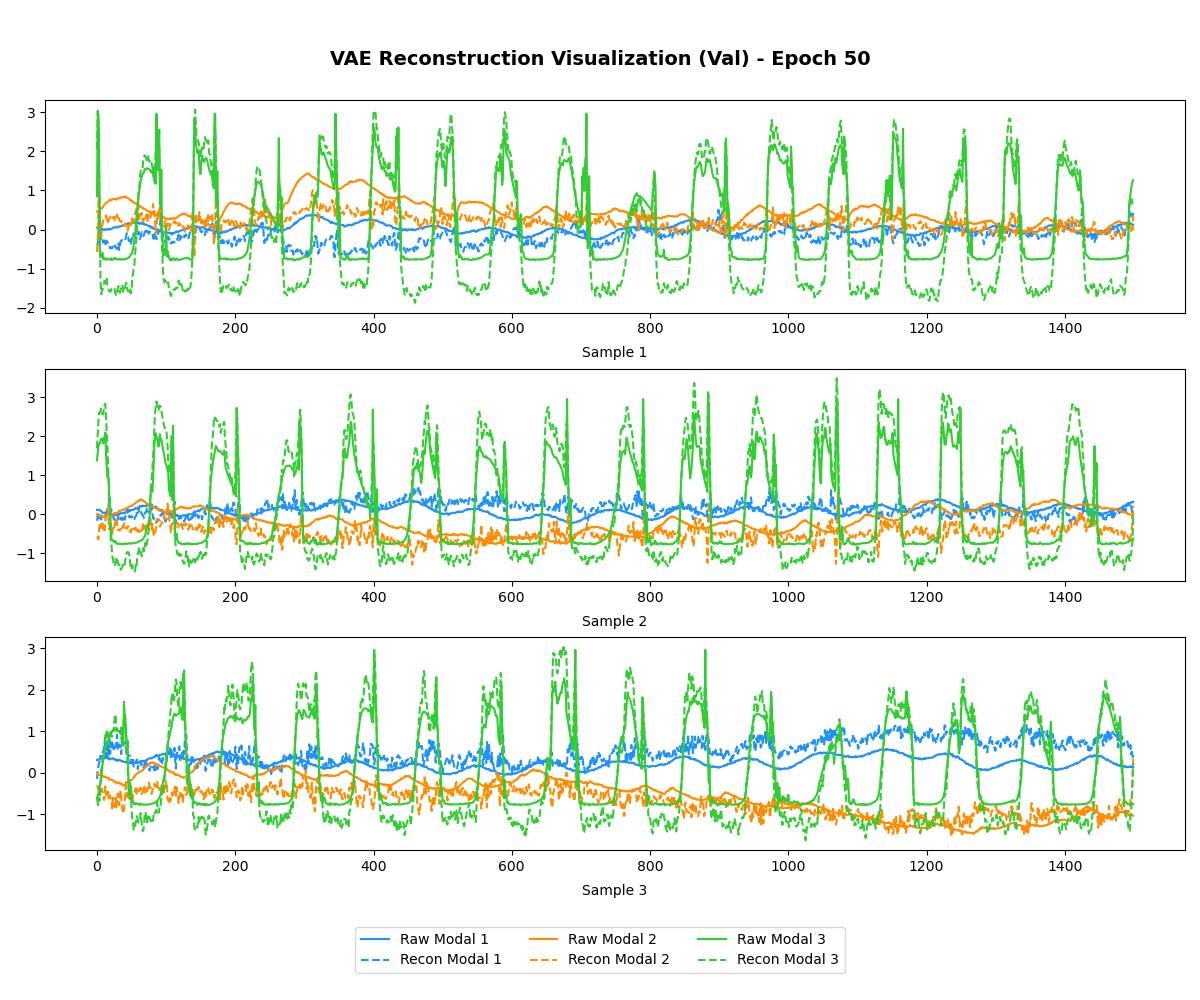 VAE Reconstruction Visualization (Val) - Epoch 50
3
2
1
0
−1
−2
0 200 400 600 800 1000 1200 1400
Sample 1
3
2
1
0
−1
0 200 400 600 800 1000 1200 1400
Sample 2
3
2
1
0
−1
0 200 400 600 800 1000 1200 1400
Sample 3
Raw Modal 1 Raw Modal 2 Raw Modal 3
Recon Modal 1 Recon Modal 2 Recon Modal 3